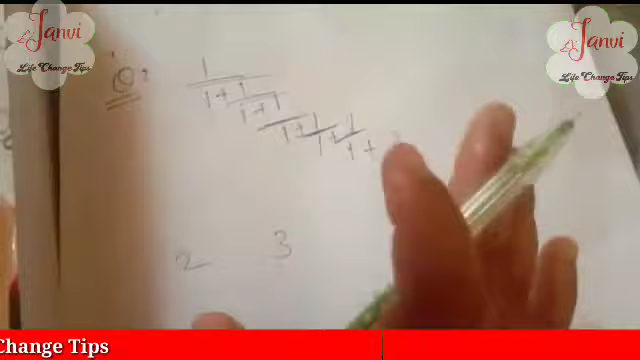 Janvi
Life Change Tips
Janvi
Life Change Tips
Q:
1
1 + 1
1 + 1
1 + 1
1 + 1
1 +
2 3
Change Tips